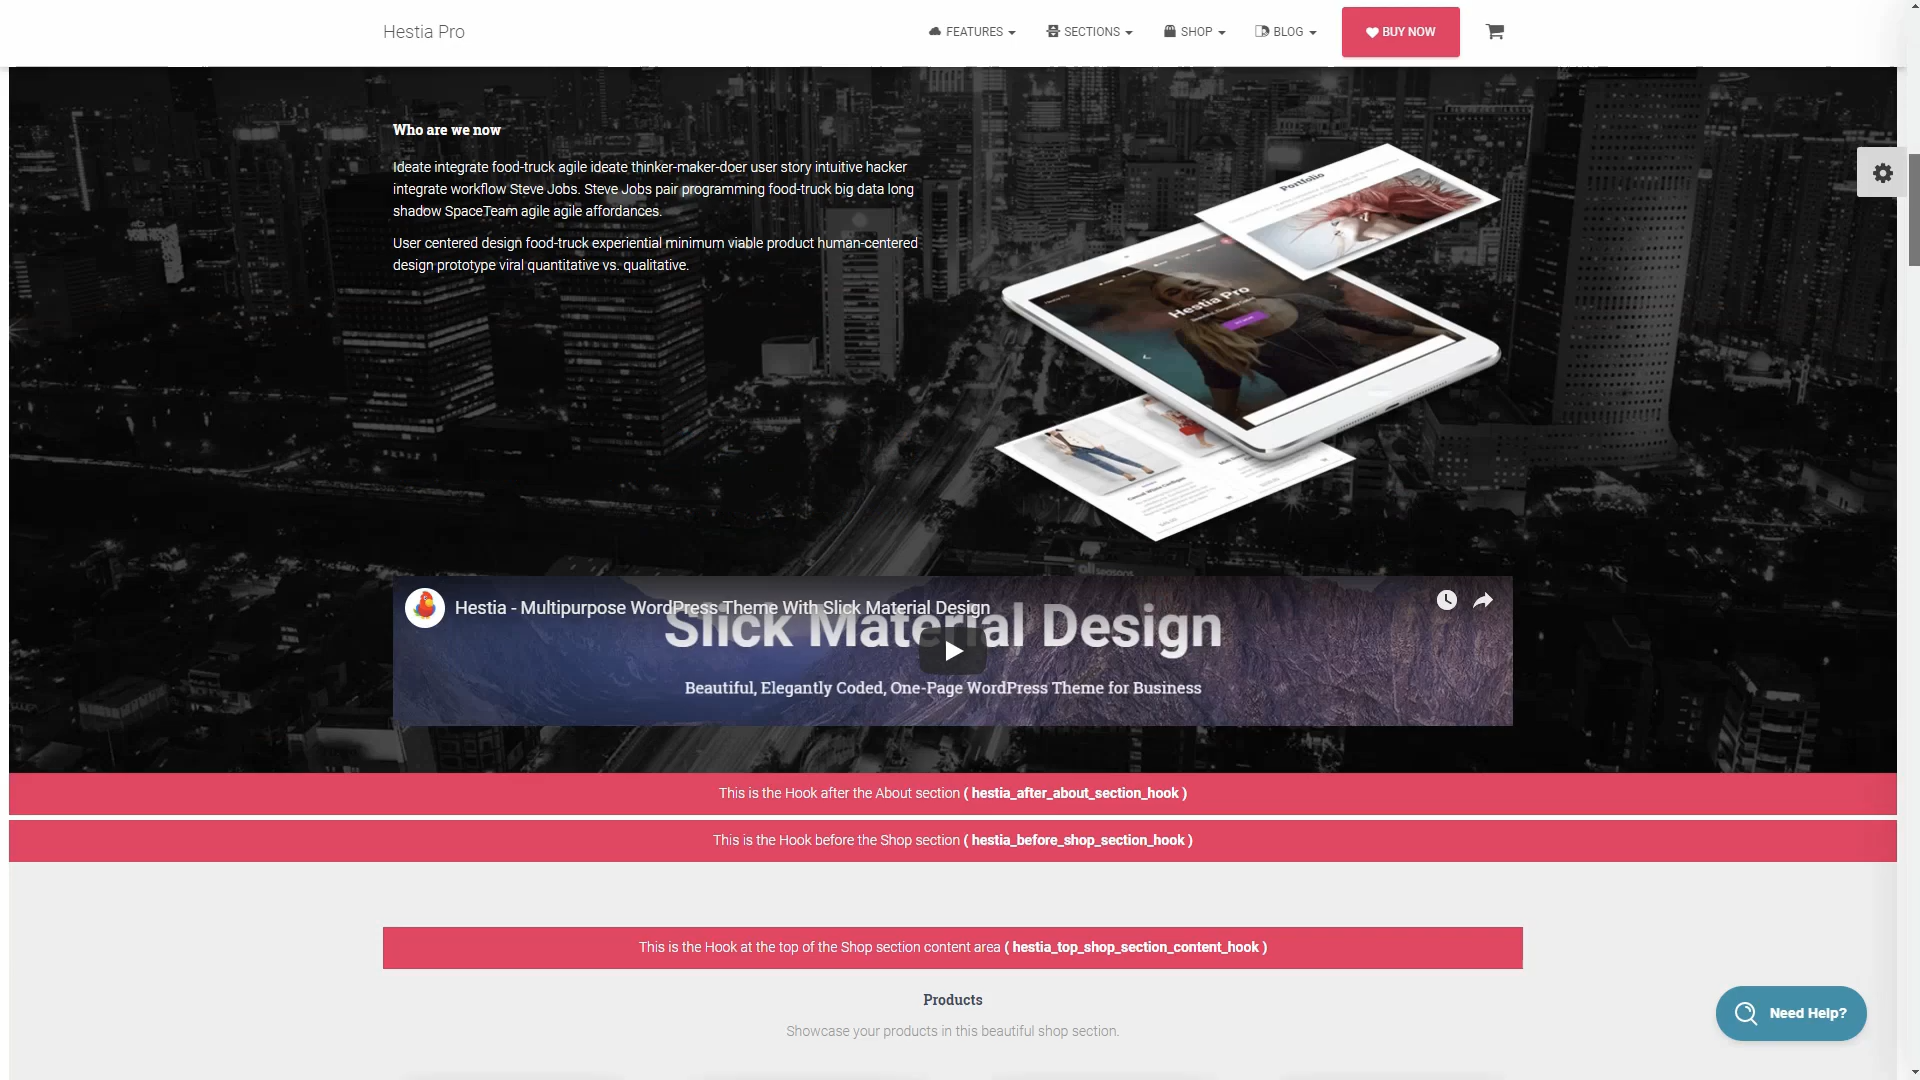 Hestia Pro
FEATURES
SECTIONS
SHOP
BLOG
BUY NOW
Who are we now
Ideate integrate food-truck agile ideate thinker-maker-doer user story intuitive hacker
integrate workflow Steve Jobs. Steve Jobs pair programming food-truck big data long
shadow SpaceTeam agile agile affordances.
User centered design food-truck experiential minimum viable product human-centered
design prototype viral quantitative vs. qualitative.
Portfolio
Hestia Pro
Hestia - Multipurpose WordPress Theme With Slick Material Design
Slick Material Design
Beautiful, Elegantly Coded, One-Page WordPress Theme for Business
This is the Hook after the About section ( hestia_after_about_section_hook )
This is the Hook before the Shop section ( hestia_before_shop_section_hook )
This is the Hook at the top of the Shop section content area ( hestia_top_shop_section_content_hook )
Products
Showcase your products in this beautiful shop section.
Need Help?